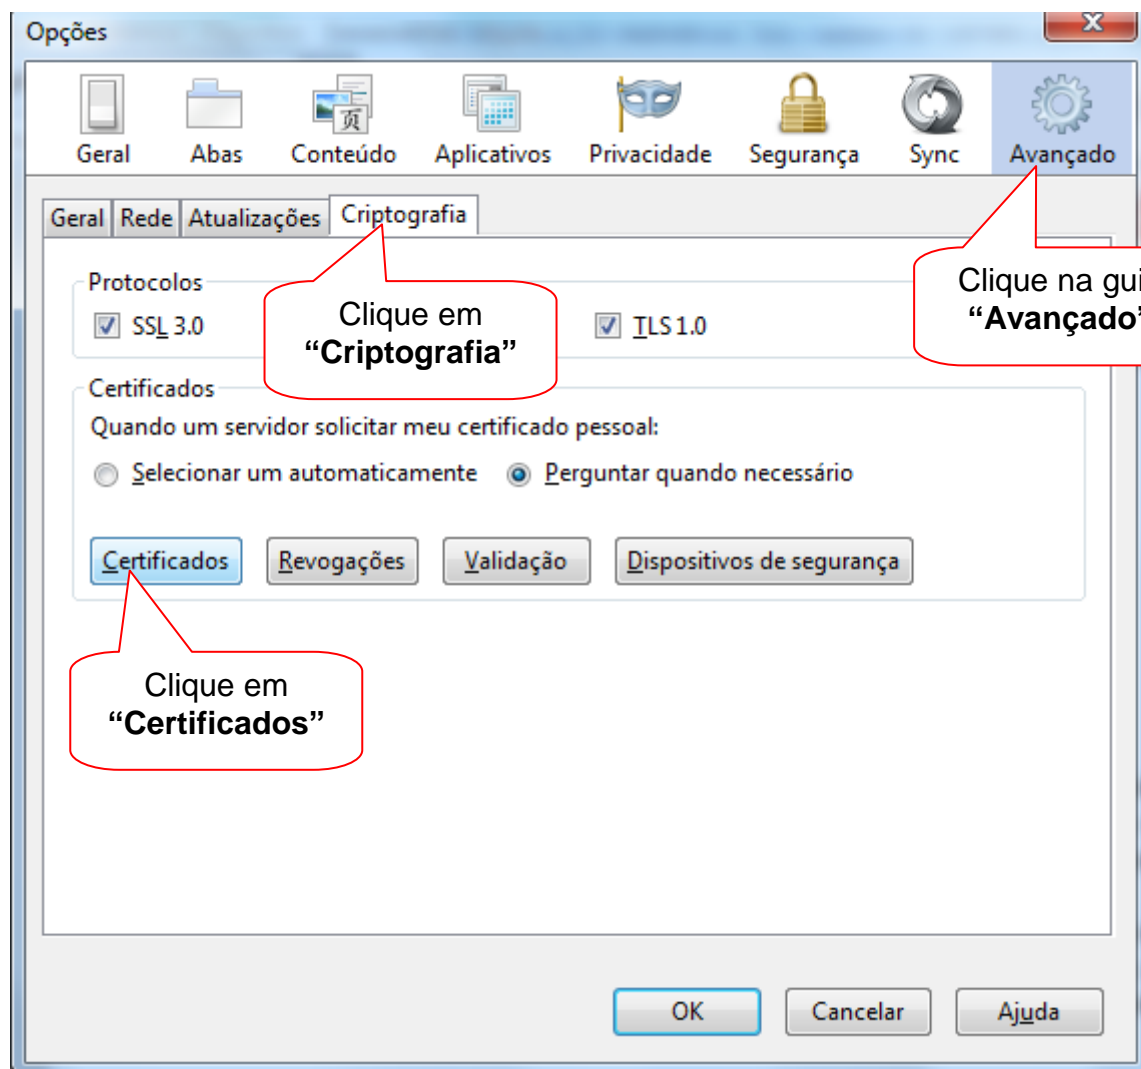 Opções
x
页
Geral Abas Conteúdo Aplicativos Privacidade Segurança Sync Avançado
Geral Rede Atualizações Criptografia
Protocolos
SSL 3.0 TLS 1.0
Clique em
“Criptografia”
Clique na gui
“Avançado”
Certificados
Quando um servidor solicitar meu certificado pessoal:
Selecionar um automaticamente Perguntar quando necessário
Certificados Revogações Validação Dispositivos de segurança
Clique em
“Certificados”
OK Cancelar Ajuda